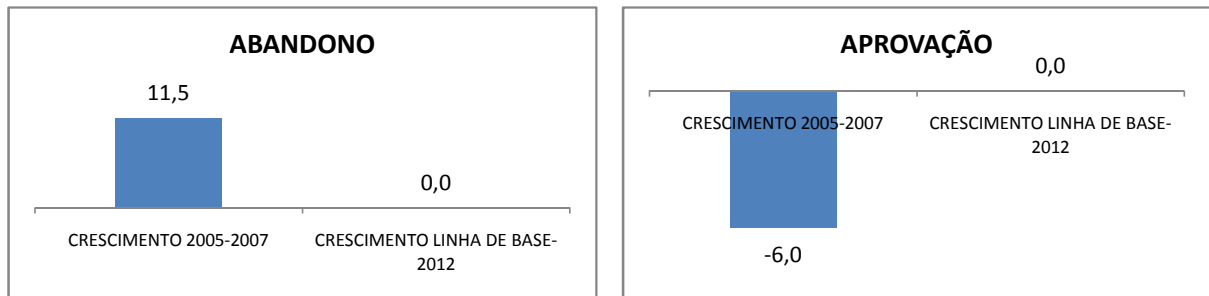 ABANDONO
11,5
0,0
CRESCIMENTO 2005-2007
CRESCIMENTO LINHA DE BASE-
2012
APROVAÇÃO
0,0
CRESCIMENTO 2005-2007
CRESCIMENTO LINHA DE BASE-
2012
-6,0